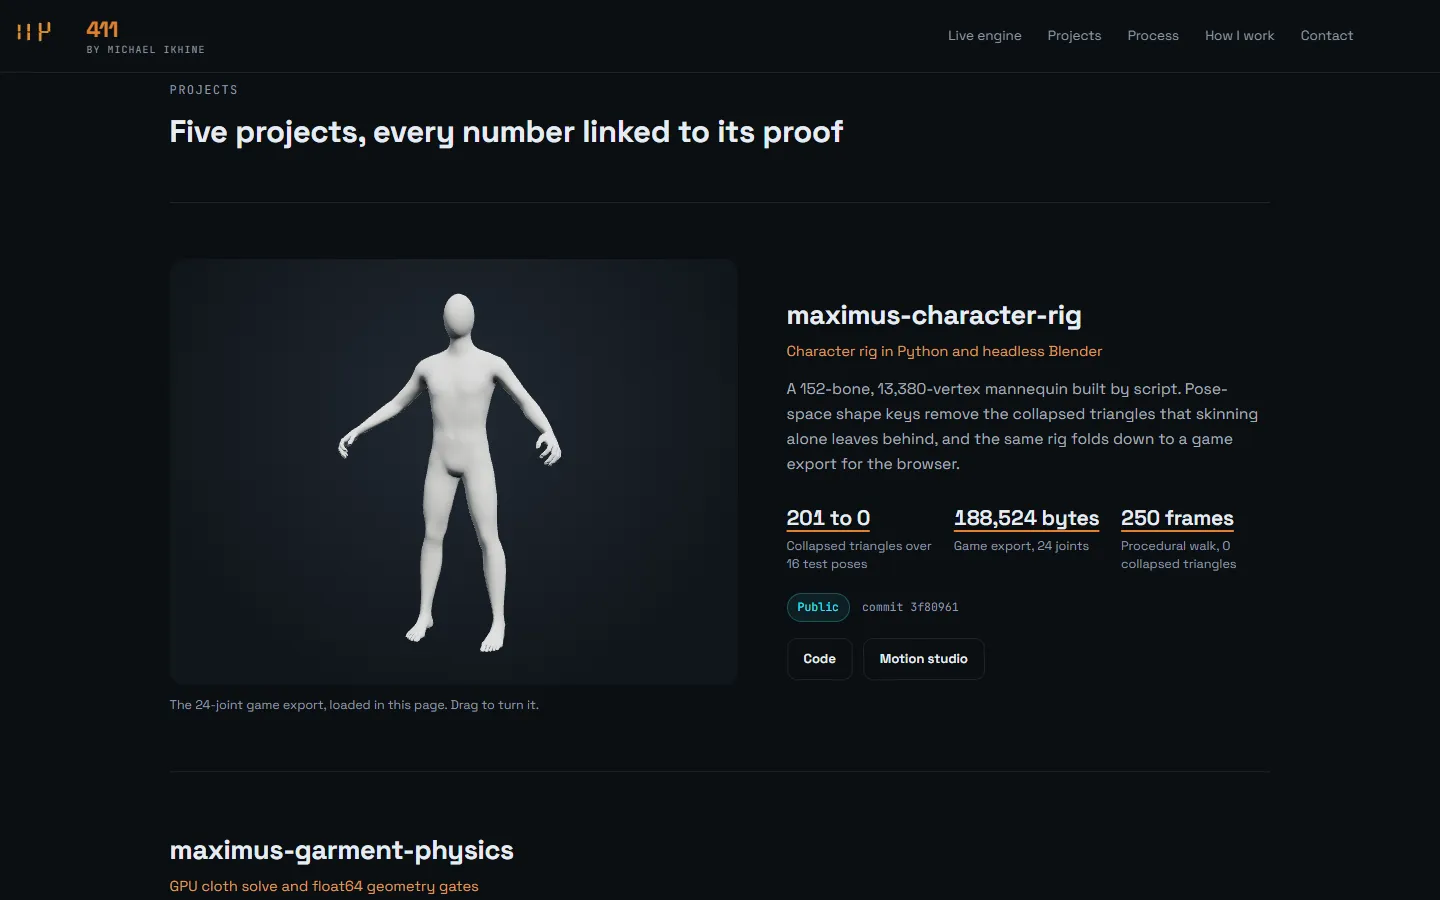 411
BY MICHAEL IKHINE
Live engine
Projects
Process
How I work
Contact
PROJECTS
Five projects, every number linked to its proof
maximus-character-rig
Character rig in Python and headless Blender
A 152-bone, 13,380-vertex mannequin built by script. Pose-
space shape keys remove the collapsed triangles that skinning
alone leaves behind, and the same rig folds down to a game
export for the browser.
201 to 0
Collapsed triangles over
16 test poses
188,524 bytes
Game export, 24 joints
250 frames
Procedural walk, 0
collapsed triangles
Public
commit 3f80961
Code
Motion studio
The 24-joint game export, loaded in this page. Drag to turn it.
maximus-garment-physics
GPU cloth solve and float64 geometry gates